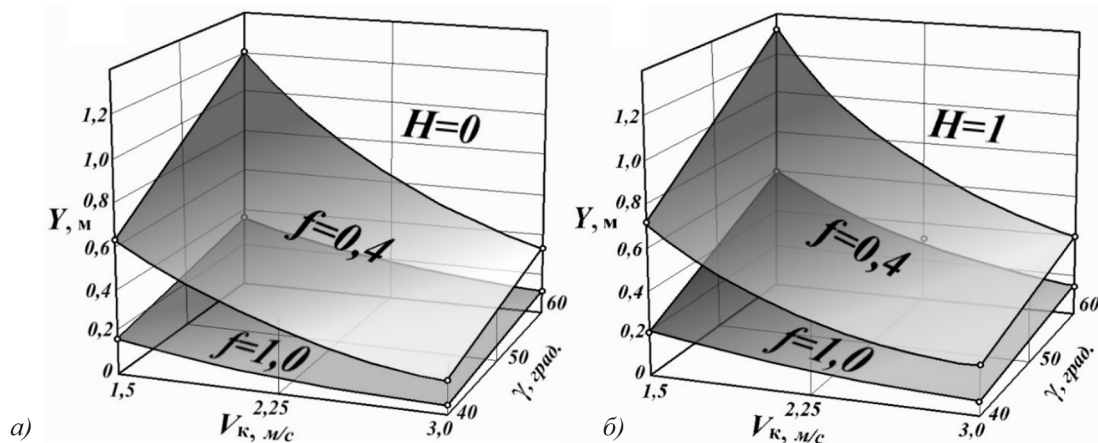 H=0
1,2
1,0
0,8
Y, м
0,6
0,4
0,2
0
f=0,4
f=1,0
1,5
2,25
3,0
Vк, м/с
40
50
60
γ, град.
а)
H=1
1,2
1,0
0,8
Y, м
0,6
0,4
0,2
0
f=0,4
f=1,0
1,5
2,25
3,0
Vк, м/с
40
50
60
γ, град.
б)